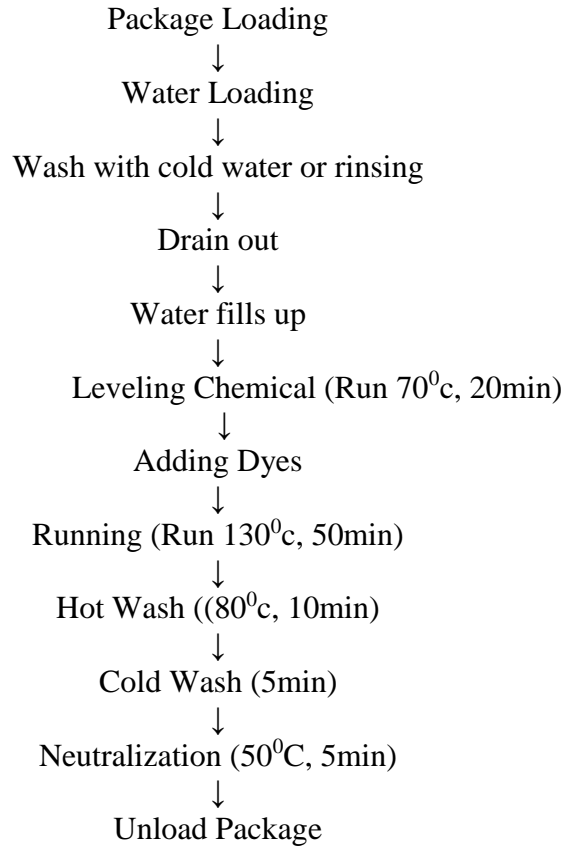 Package Loading
↓
Water Loading
↓
Wash with cold water or rinsing
↓
Drain out
↓
Water fills up
↓
Leveling Chemical (Run 70⁰c, 20min)
↓
Adding Dyes
↓
Running (Run 130⁰c, 50min)
↓
Hot Wash ((80⁰c, 10min)
↓
Cold Wash (5min)
↓
Neutralization (50⁰C, 5min)
↓
Unload Package